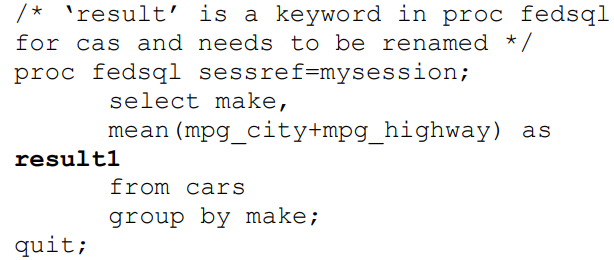 /* ‘result’ is a keyword in proc fedsql
for cas and needs to be renamed */
proc fedsql sessref=mysession;
select make,
mean(mpg_city+mpg_highway) as
result1
from cars
group by make;
quit;